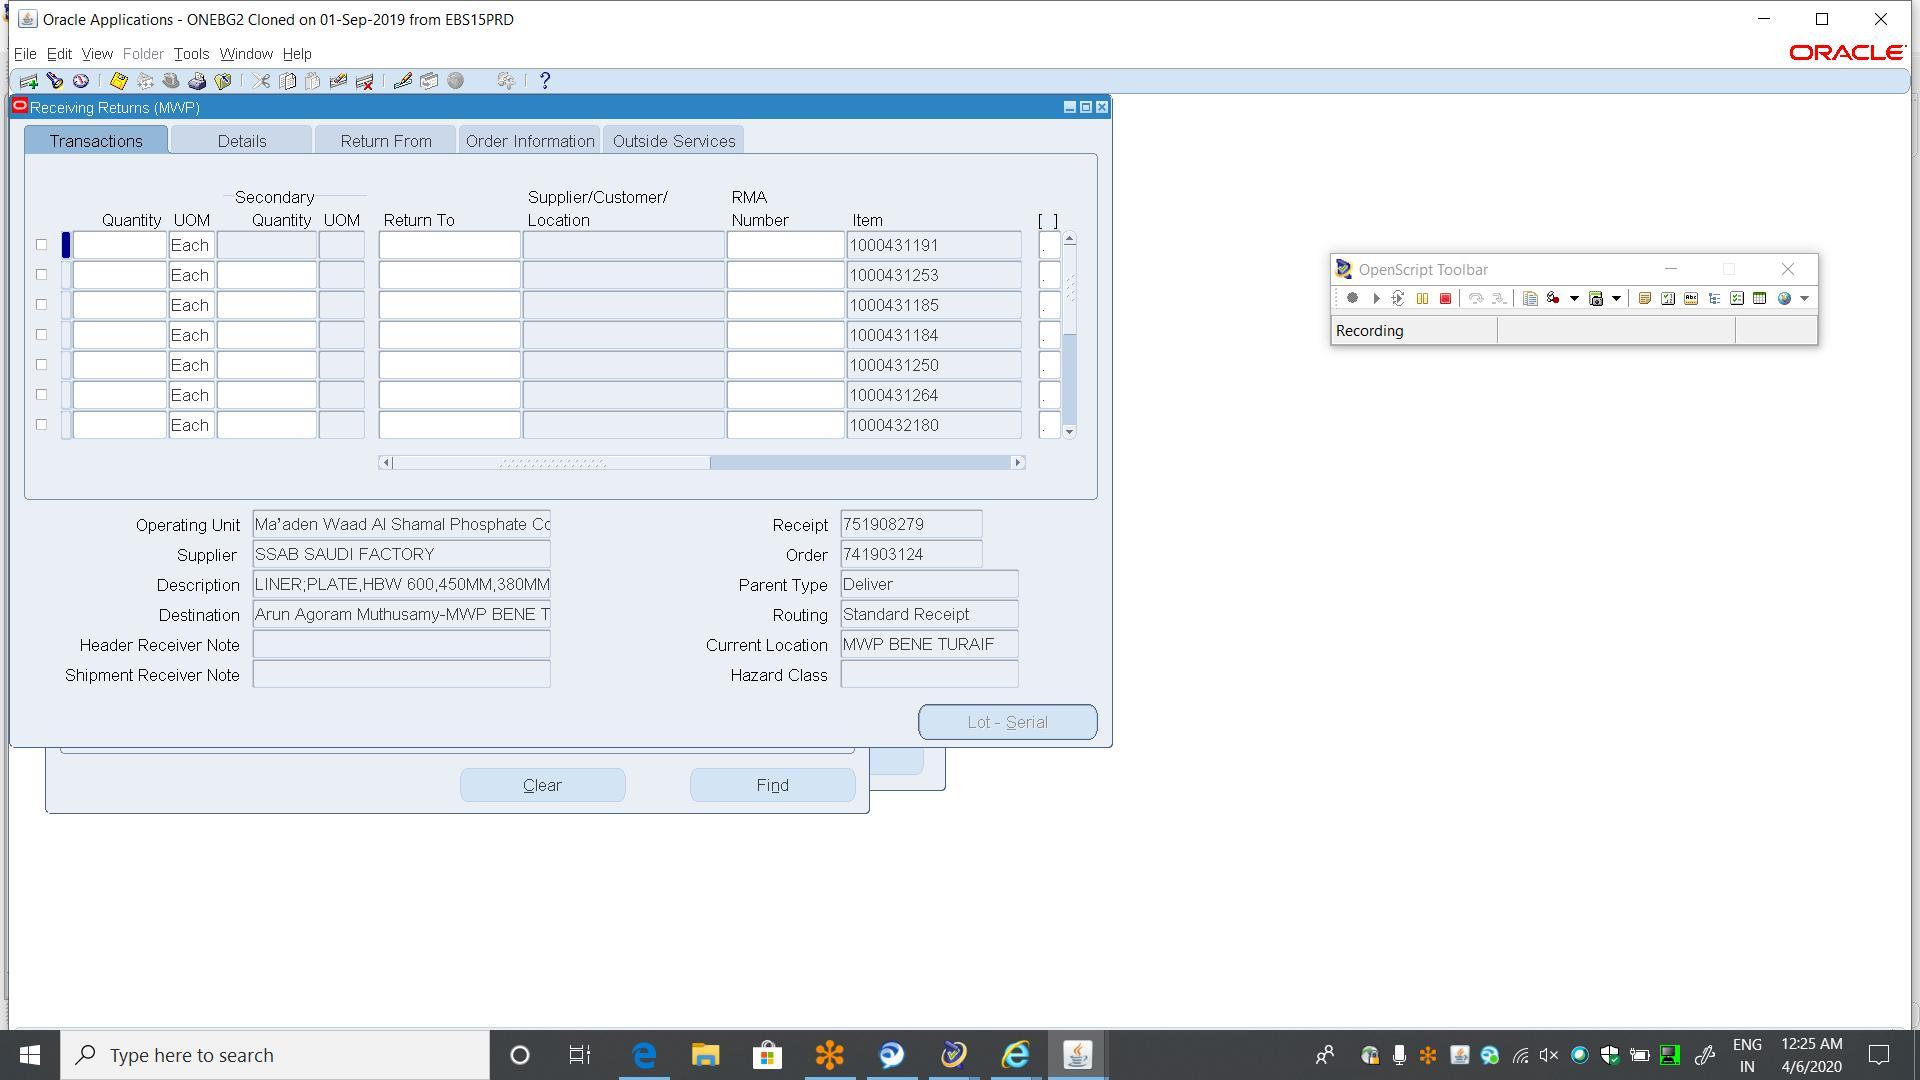 Oracle Applications - ONEBG2 Cloned on 01-Sep-2019 from EBS15PRD
File Edit View Folder Tools Window Help
ORACLE
Receiving Returns (MWP)
Transactions Details Return From Order Information Outside Services
Secondary Supplier/Customer/ RMA
Quantity UOM Quantity UOM Return To Location Number Item [ ]
Each 1000431191 .
Each 1000431253 .
Each 1000431185 .
Each 1000431184 .
Each 1000431250 .
Each 1000431264 .
Each 1000432180 .
Operating Unit Ma'aden Waad Al Shamal Phosphate Cc Receipt 751908279
Supplier SSAB SAUDI FACTORY Order 741903124
Description LINER;PLATE,HBW 600,450MM,380MM Parent Type Deliver
Destination Arun Agoram Muthusamy-MWP BENE T Routing Standard Receipt
Header Receiver Note Current Location MWP BENE TURAIF
Shipment Receiver Note Hazard Class
Lot - Serial
Clear Find
OpenScript Toolbar
Recording
Type here to search
ENG
IN
12:25 AM
4/6/2020